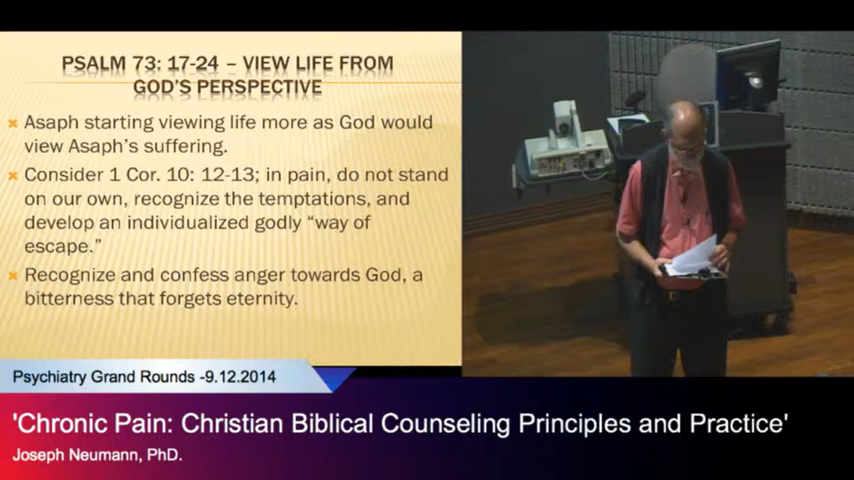 PSALM 73: 17-24 – VIEW LIFE FROM
GOD'S PERSPECTIVE
Asaph starting viewing life more as God would
view Asaph's suffering.
Consider 1 Cor. 10: 12-13; in pain, do not stand
on our own, recognize the temptations, and
develop an individualized godly “way of
escape.”
Recognize and confess anger towards God, a
bitterness that forgets eternity.
Psychiatry Grand Rounds -9.12.2014
'Chronic Pain: Christian Biblical Counseling Principles and Practice'
Joseph Neumann, PhD.